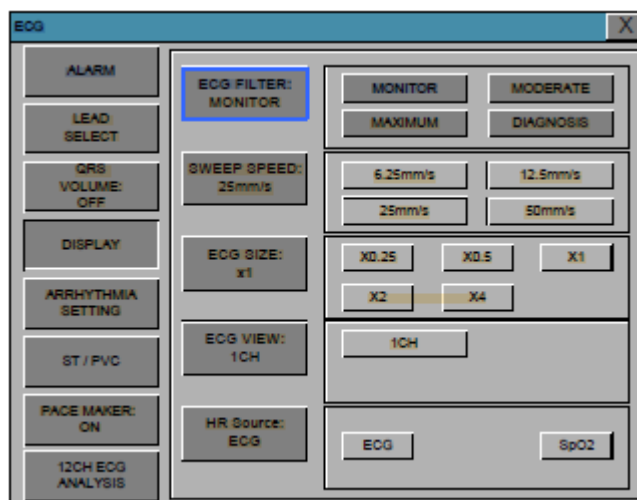 ECG
X
ALARM
LEAD
SELECT
QRS
VOLUME:
OFF
DISPLAY
ARRHYTHMIA
SETTING
ST / PVC
PACE MAKER:
ON
12CH ECG
ANALYSIS
ECG FILTER:
MONITOR
MONITOR
MODERATE
MAXIMUM
DIAGNOSIS
SWEEP SPEED:
25mm/s
6.25mm/s
12.5mm/s
25mm/s
50mm/s
ECG SIZE:
x1
X0.25
X0.5
X1
X2
X4
ECG VIEW:
1CH
1CH
HR Source:
ECG
ECG
SpO2